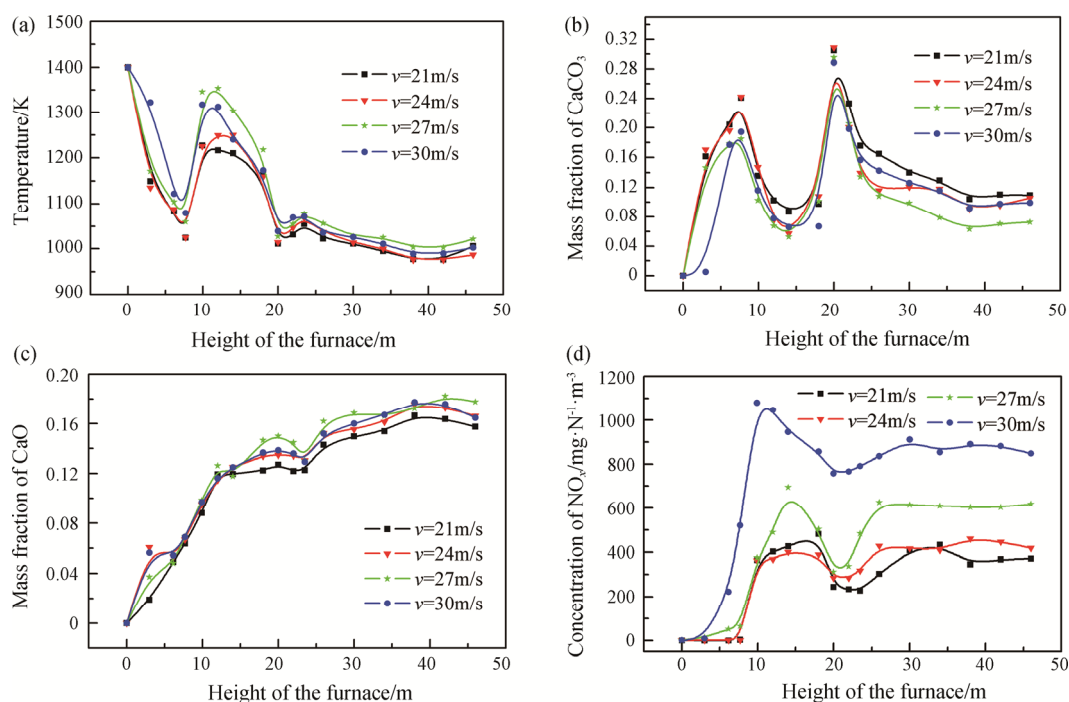 (a)
1500
1400
1300
1200
1100
1000
900
Temperature/K
v=21m/s
v=24m/s
v=27m/s
v=30m/s
0 10 20 30 40 50
Height of the furnace/m
(b)
0.32
0.28
0.24
0.20
0.16
0.12
0.08
0.04
0
Mass fraction of CaCO₃
v=21m/s
v=24m/s
v=27m/s
v=30m/s
0 10 20 30 40 50
Height of the furnace/m
(c)
0.20
0.16
0.12
0.08
0.04
0
Mass fraction of CaO
v=21m/s
v=24m/s
v=27m/s
v=30m/s
0 10 20 30 40 50
Height of the furnace/m
(d)
1200
1000
800
600
400
200
0
Concentration of NOₓ/mg·N⁻¹·m⁻³
v=21m/s v=27m/s
v=24m/s v=30m/s
0 10 20 30 40 50
Height of the furnace/m